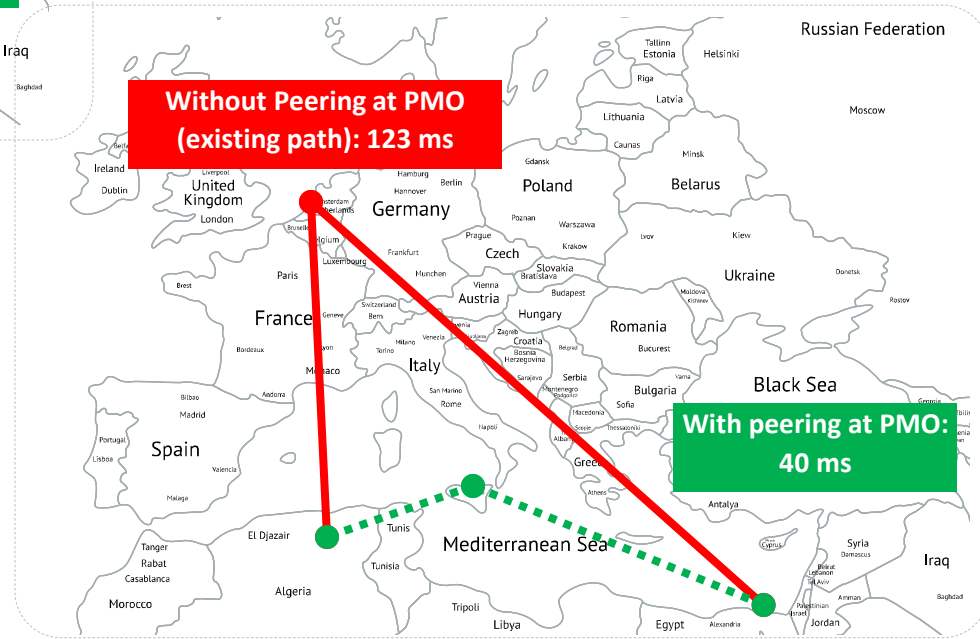 Iraq
Baghdad
Russian Federation
Tallinn
Estonia
Helsinki
Riga
Latvia
Moscow
Lithuania
Caunas
Minsk
Belarus
Without Peering at PMO
(existing path): 123 ms
Ireland
Dublin
Liverpool
United
Kingdom
London
Hamburg
Hannover
Berlin
Germany
Gdansk
Poland
Poznan
Warszawa
Krakow
Lvov
Kiew
Ukraine
Donetsk
Rostov
Frankfurt
Munchen
Luxembourg
Prague
Czech
Slovakia
Bratislava
Vienna
Austria
Budapest
Hungary
Moldova
Kishinev
Romania
Bucurest
Brest
Paris
France
Geneve
Switzerland
Bern
Bordeaux
Monaco
Torino
Milano
Venezia
Italy
San Marino
Rome
Napoli
Zagreb
Croatia
Bosnia
Herzegovina
Sarajevo
Belgrad
Serbia
Montenegro
Podgorica
Macedonia
Scopje
Bulgaria
Sofia
Varna
Thessaloniki
Athens
Black Sea
Georgia
With peering at PMO:
40 ms
Antalya
Bilbao
Andorra
Madrid
Spain
Valencia
Malaga
Portugal
Lisboa
Tanger
Rabat
Casablanca
Morocco
El Djazair
Algeria
Tunis
Tunisia
Mediterranean Sea
Tripoli
Libya
Egypt
Alexandria
Cyprus
Syria
Damascus
Beirut
Lebanon
Tel Aviv
Palestinian
Israel
Amman
Jordan
Iraq
Baghdad